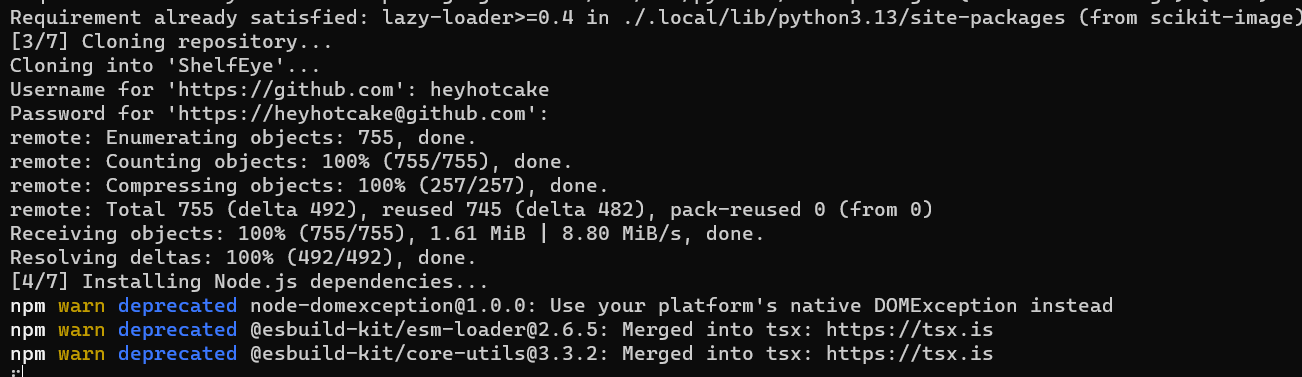 Requirement already satisfied: lazy-loader>=0.4 in ./.local/lib/python3.13/site-packages (from scikit-image)
[3/7] Cloning repository...
Cloning into 'ShelfEye'...
Username for 'https://github.com': heyhotcake
Password for 'https://heyhotcake@github.com':
remote: Enumerating objects: 755, done.
remote: Counting objects: 100% (755/755), done.
remote: Compressing objects: 100% (257/257), done.
remote: Total 755 (delta 492), reused 745 (delta 482), pack-reused 0 (from 0)
Receiving objects: 100% (755/755), 1.61 MiB | 8.80 MiB/s, done.
Resolving deltas: 100% (492/492), done.
[4/7] Installing Node.js dependencies...
npm warn deprecated node-domexception@1.0.0: Use your platform's native DOMException instead
npm warn deprecated @esbuild-kit/esm-loader@2.6.5: Merged into tsx: https://tsx.is
npm warn deprecated @esbuild-kit/core-utils@3.3.2: Merged into tsx: https://tsx.is